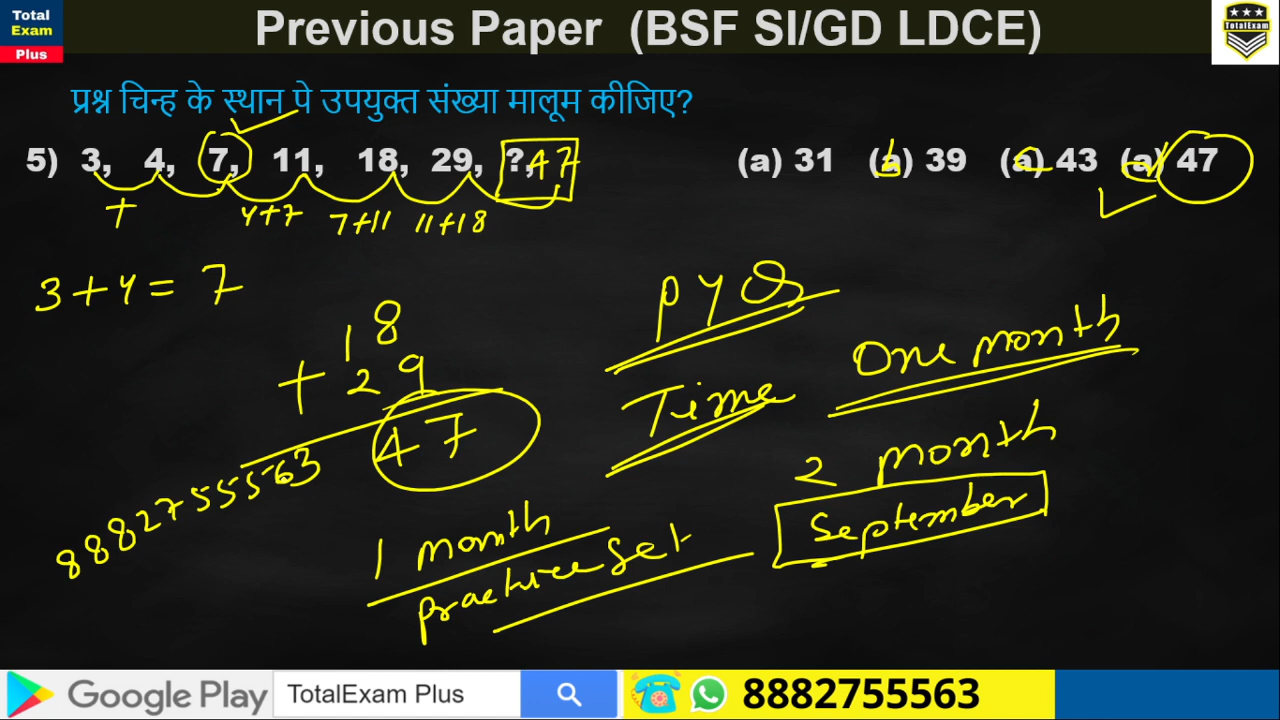 Total
Exam
Plus
Previous Paper (BSF SI/GD LDCE)
TotalExam
प्रश्न चिन्ह के स्थान पे उपयुक्त संख्या मालूम कीजिए?
5) 3, 4, 7, 11, 18, 29, ?, 47 (a) 31 (b) 39 (c) 43 (d) 47
+ 4+7 7+11 11+18
3+4=7
18
+29
47
PYQs
Time
One month
2 month
September
8882755563
1 month
practice set
Google Play
TotalExam Plus
8882755563